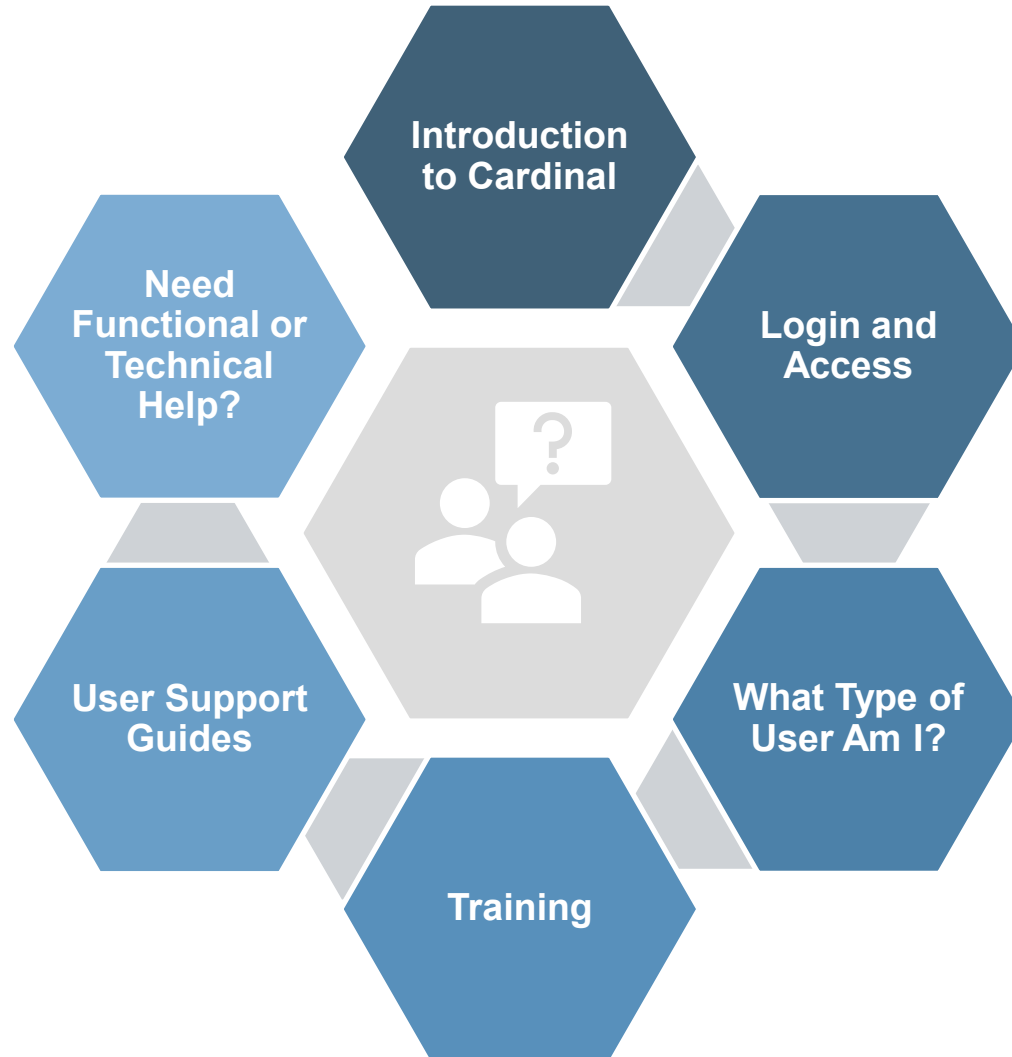 Introduction
to Cardinal
Login and
Access
What Type of
User Am I?
Training
User Support
Guides
Need
Functional or
Technical
Help?
?